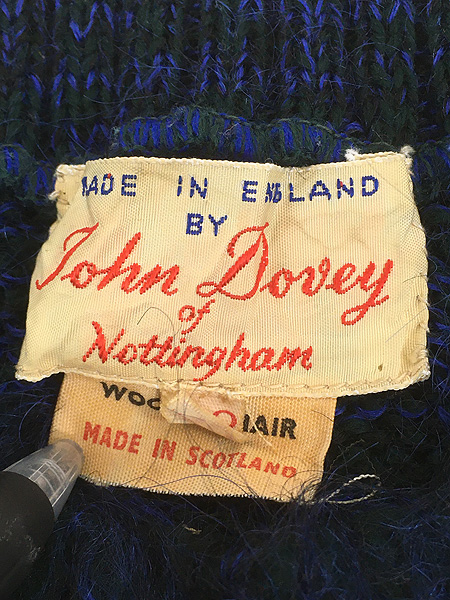 MADE IN ENGLAND
BY
John Dovey
of
Nottingham
MADE IN SCOTLAND